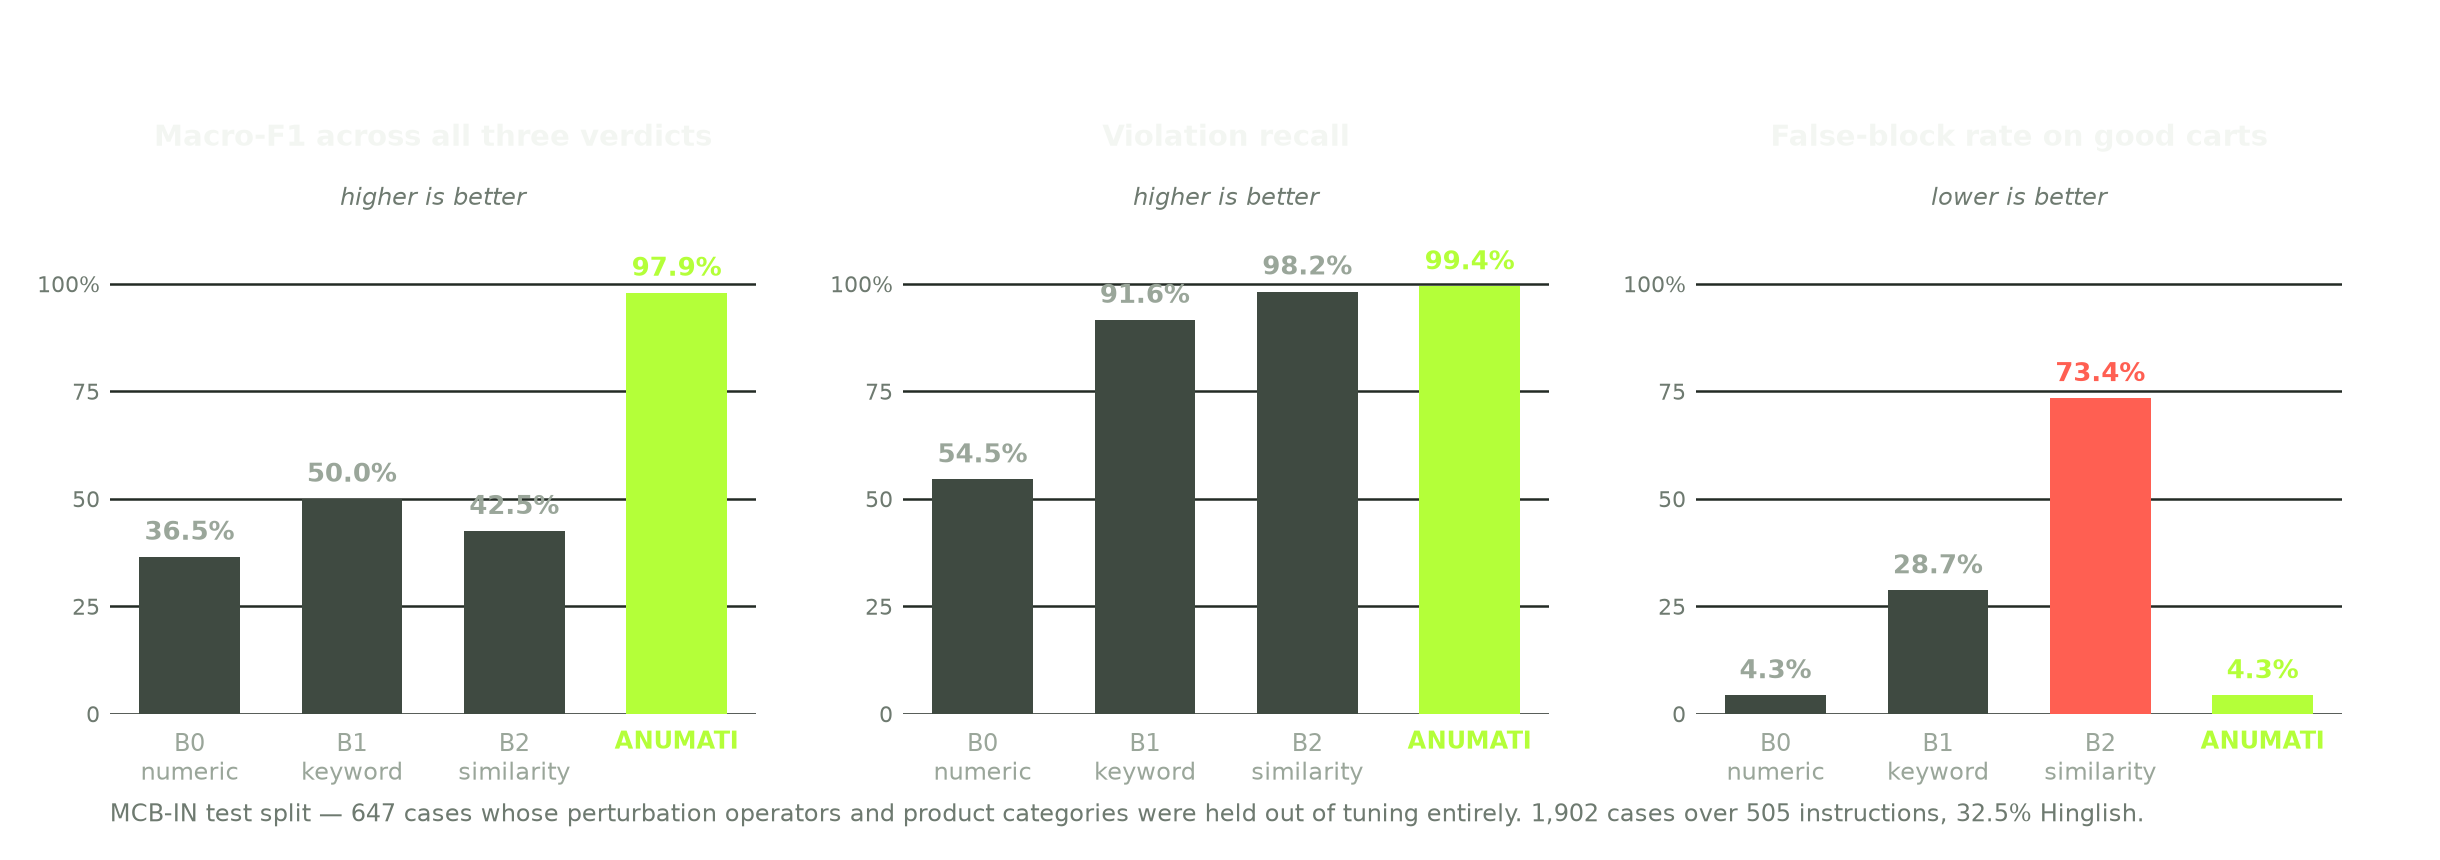 Macro-F1 across all three verdicts
higher is better
97.9%
100%
75
50.0%
50
42.5%
36.5%
25
0
B0
numeric
B1
keyword
B2
similarity
ANUMATI
Violation recall
higher is better
99.4%
98.2%
100%
91.6%
75
54.5%
50
25
0
B0
numeric
B1
keyword
B2
similarity
ANUMATI
False-block rate on good carts
lower is better
100%
73.4%
75
50
28.7%
25
4.3%
4.3%
0
B0
numeric
B1
keyword
B2
similarity
ANUMATI
MCB-IN test split — 647 cases whose perturbation operators and product categories were held out of tuning entirely. 1,902 cases over 505 instructions, 32.5% Hinglish.